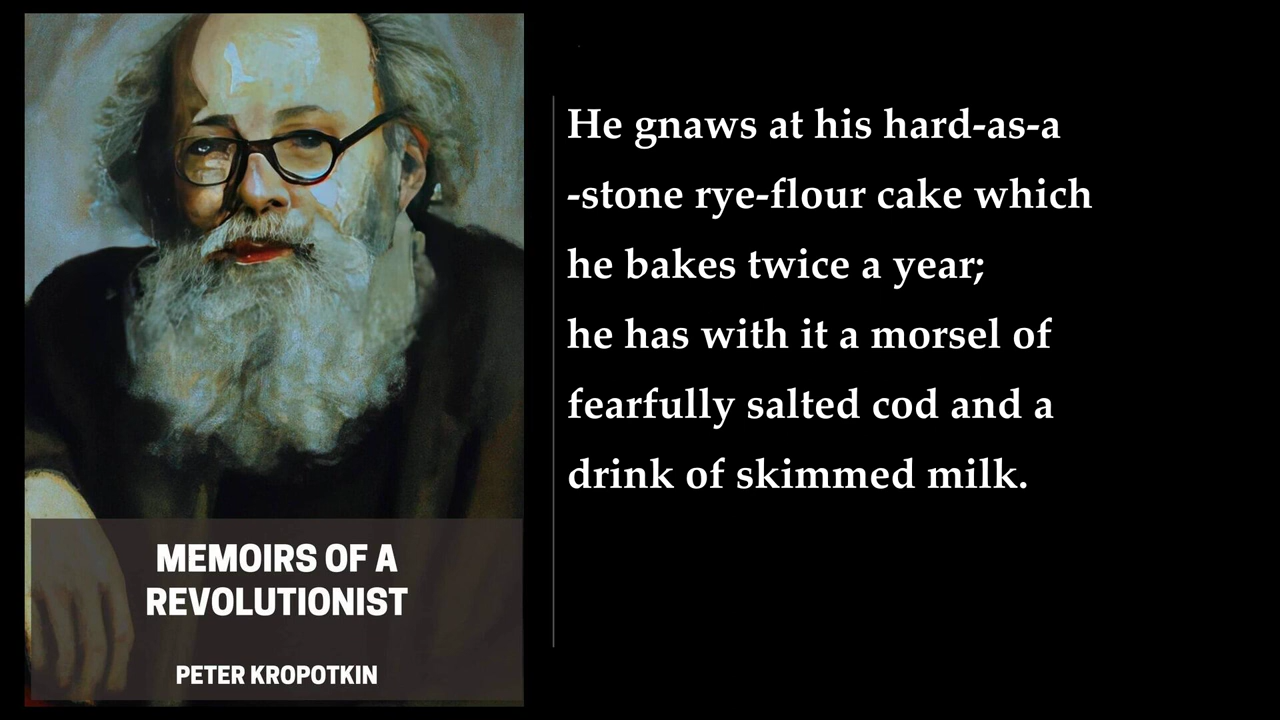 MEMOIRS OF A
REVOLUTIONIST
PETER KROPOTKIN
He gnaws at his hard-as-a
-stone rye-flour cake which
he bakes twice a year;
he has with it a morsel of
fearfully salted cod and a
drink of skimmed milk.